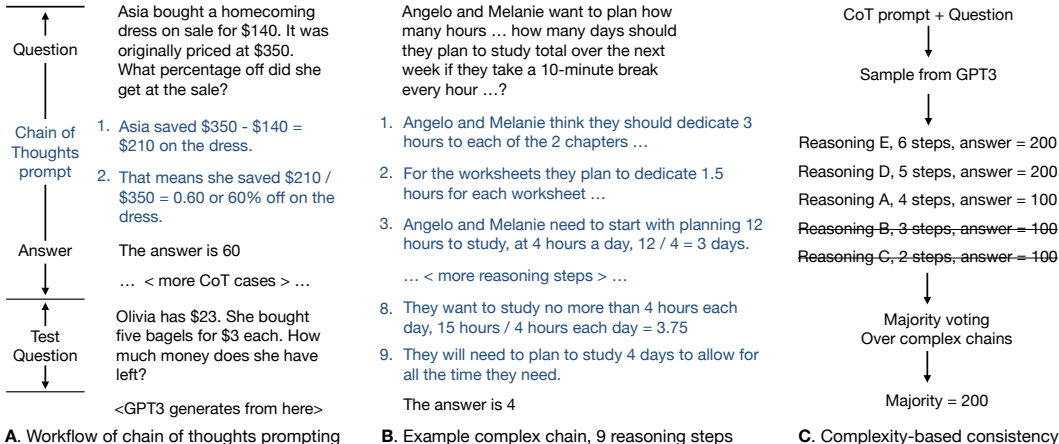 Question
Chain of
Thoughts
prompt
Answer
Test
Question
Asia bought a homecoming
dress on sale for $140. It was
originally priced at $350.
What percentage off did she
get at the sale?
1. Asia saved $350 - $140 =
$210 on the dress.
2. That means she saved $210 /
$350 = 0.60 or 60% off on the
dress.
The answer is 60
… < more CoT cases > …
Olivia has $23. She bought
five bagels for $3 each. How
much money does she have
left?
<GPT3 generates from here>
A. Workflow of chain of thoughts prompting
Angelo and Melanie want to plan how
many hours … how many days should
they plan to study total over the next
week if they take a 10-minute break
every hour …?
1. Angelo and Melanie think they should dedicate 3
hours to each of the 2 chapters …
2. For the worksheets they plan to dedicate 1.5
hours for each worksheet …
3. Angelo and Melanie need to start with planning 12
hours to study, at 4 hours a day, 12 / 4 = 3 days.
… < more reasoning steps > …
8. They want to study no more than 4 hours each
day, 15 hours / 4 hours each day = 3.75
9. They will need to plan to study 4 days to allow for
all the time they need.
The answer is 4
B. Example complex chain, 9 reasoning steps
CoT prompt + Question
Sample from GPT3
Reasoning E, 6 steps, answer = 200
Reasoning D, 5 steps, answer = 200
Reasoning A, 4 steps, answer = 100
Reasoning B, 3 steps, answer = 100
Reasoning C, 2 steps, answer = 100
Majority voting
Over complex chains
Majority = 200
C. Complexity-based consistency